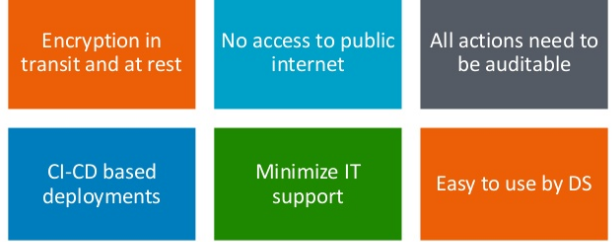 Encryption in
transit and at rest
No access to public
internet
All actions need to
be auditable
CI-CD based
deployments
Minimize IT
support
Easy to use by DS